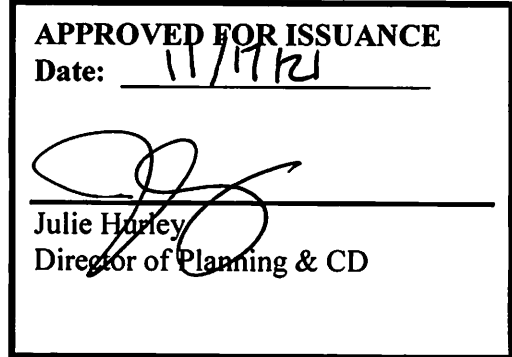 APPROVED FOR ISSUANCE
Date: 11/17/21
Julie Hurley
Director of Planning & CD